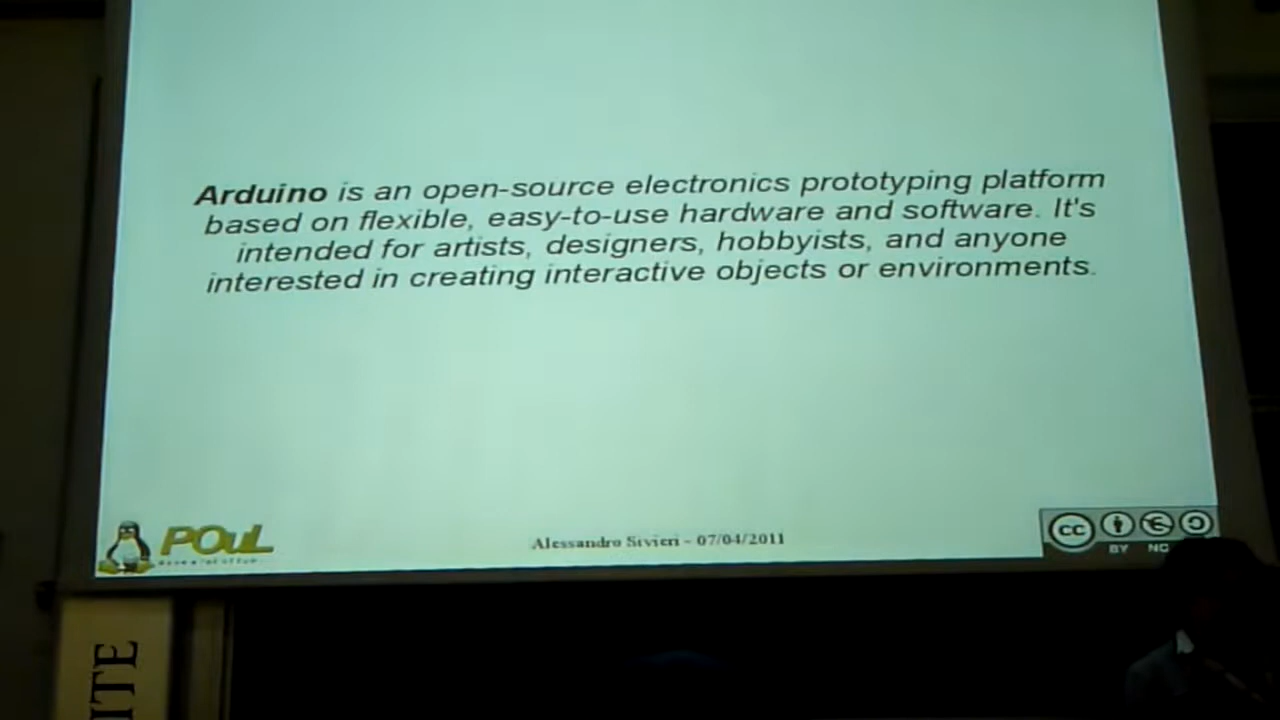 Arduino is an open-source electronics prototyping platform
based on flexible, easy-to-use hardware and software. It's
intended for artists, designers, hobbyists, and anyone
interested in creating interactive objects or environments.
POuL
Alessandro Sivieri - 07/04/2011
cc
BY NC
ITE